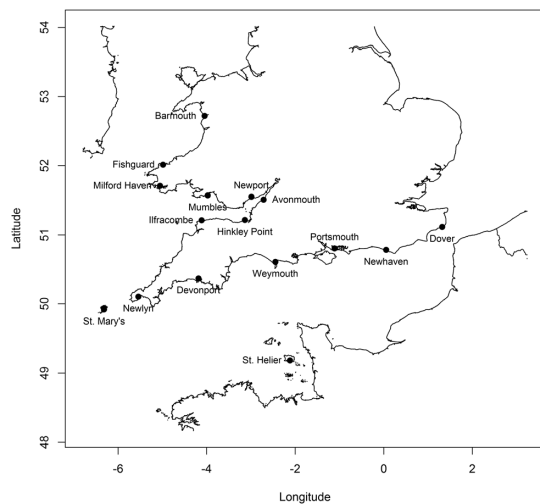 54
53
52
51
50
49
48
Latitude
Barmouth
Fishguard
Milford Haven
Mumbles
Newport
Avonmouth
Ilfracombe
Hinkley Point
Portsmouth
Dover
Weymouth
Newhaven
Devonport
Newlyn
St. Mary's
St. Helier
-6 -4 -2 0 2
Longitude